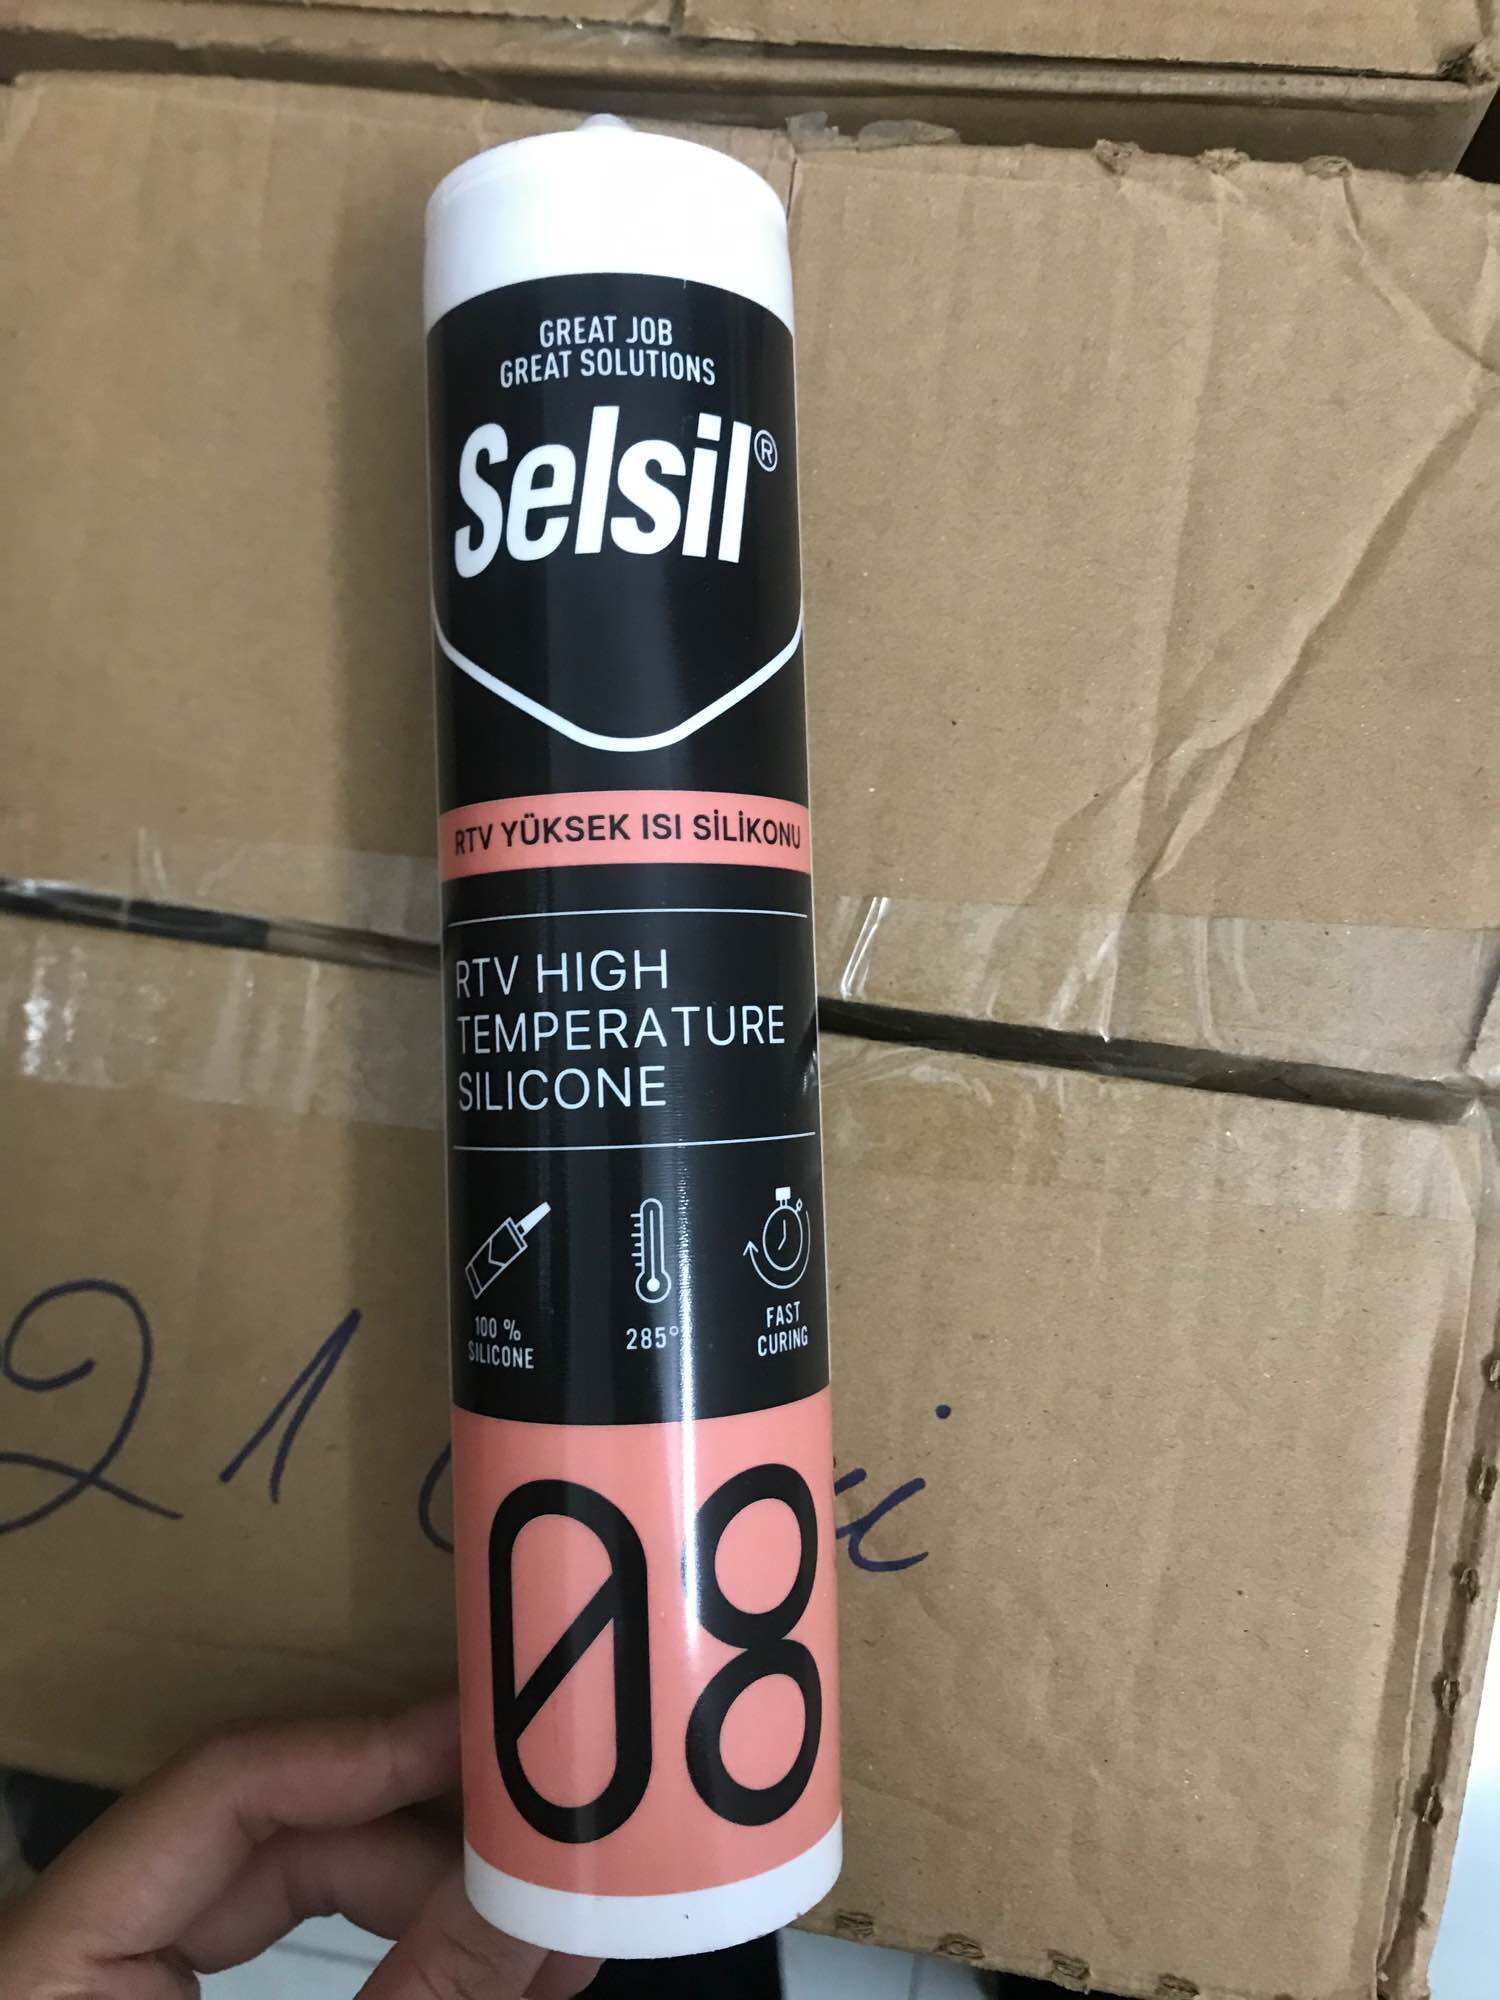 GREAT JOB
GREAT SOLUTIONS
Selsil®
RTV YÜKSEK ISI SİLİKONU
RTV HIGH
TEMPERATURE
SILICONE
100 %
SILICONE
285°
FAST
CURING
08
21